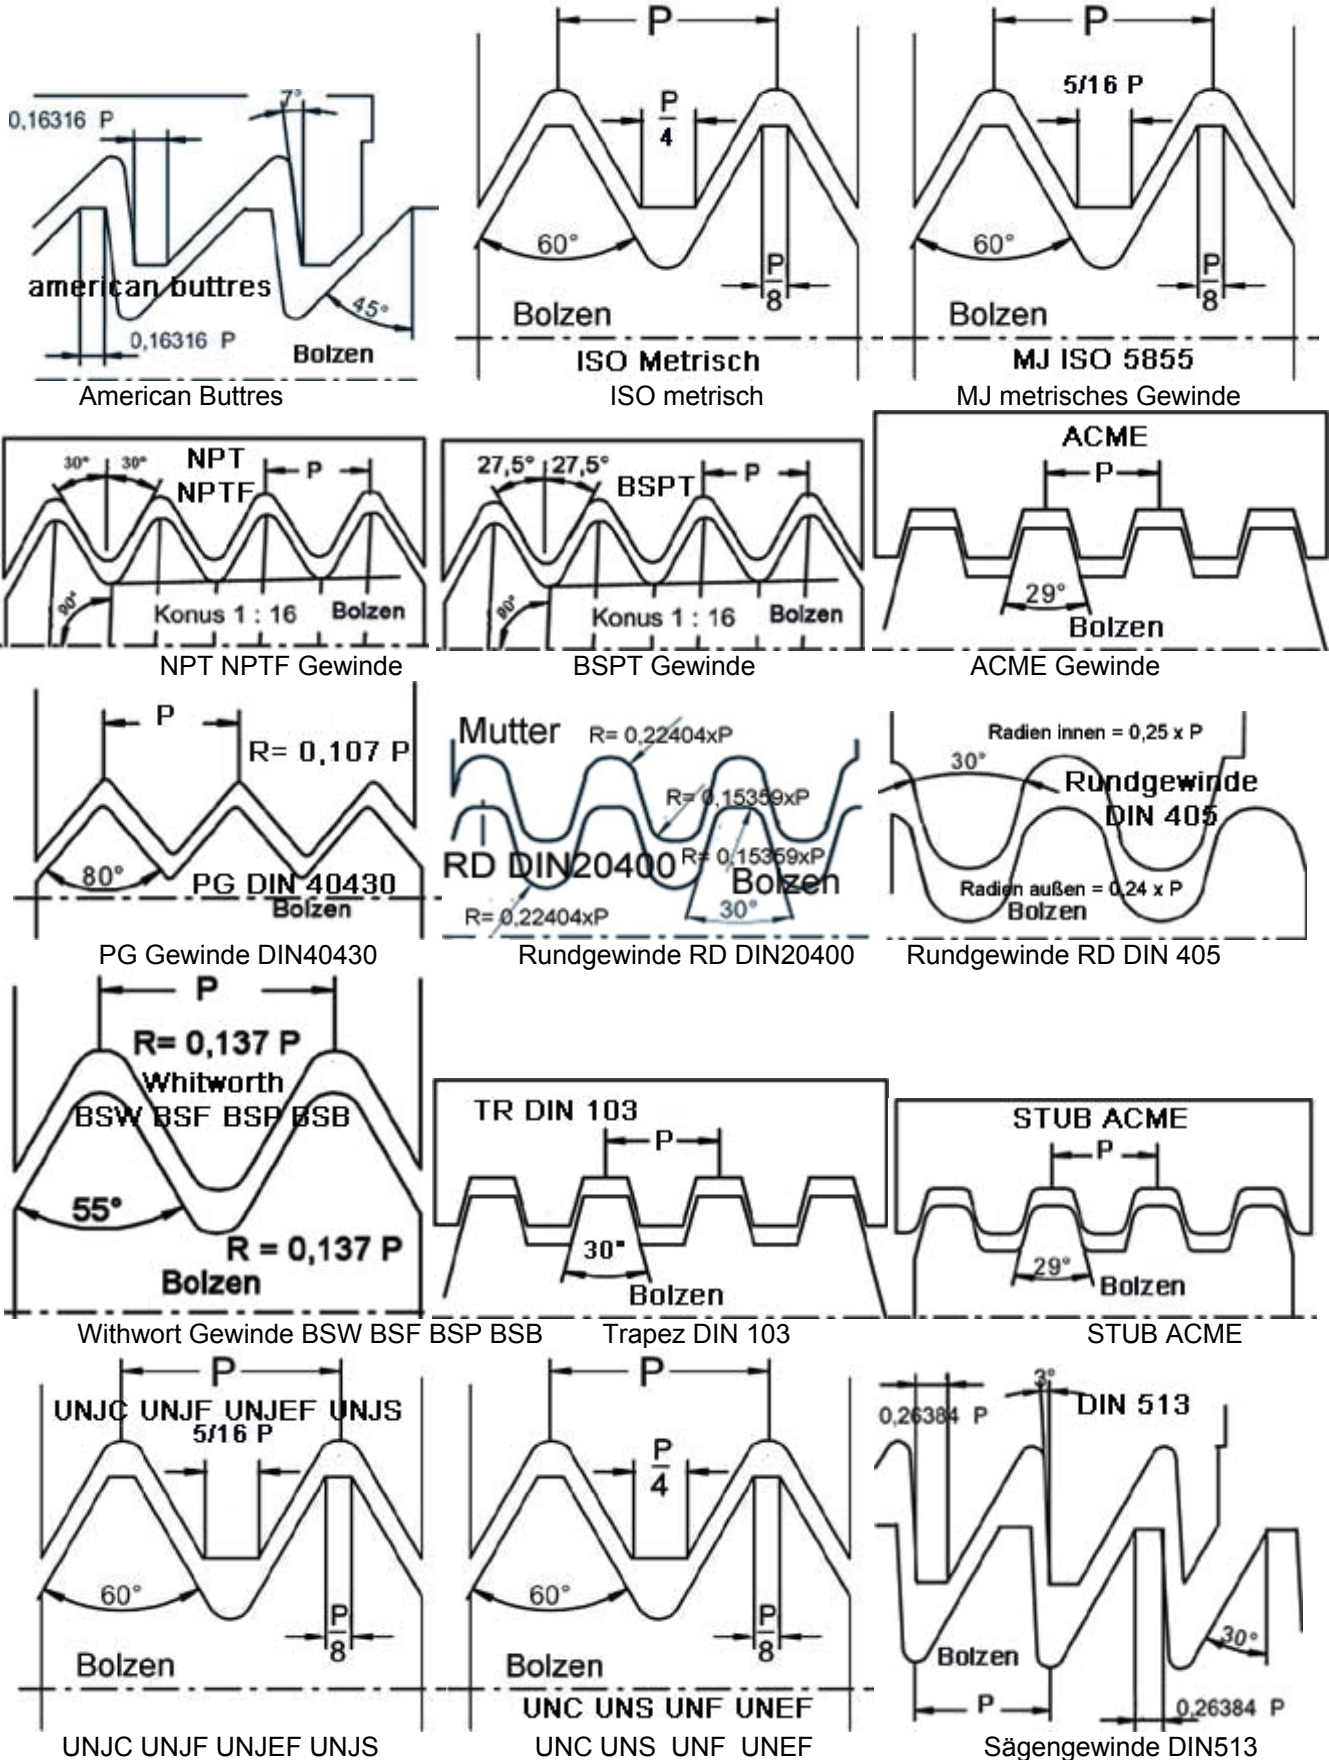 0,16316 P
7°
american buttres
45°
0,16316 P
Bolzen
American Buttres
P
P
4
60°
P
8
Bolzen
ISO Metrisch
ISO metrisch
P
5/16 P
60°
P
8
Bolzen
MJ ISO 5855
MJ metrisches Gewinde
30° 30°
NPT
NPTF
P
90°
Konus 1 : 16
Bolzen
NPT NPTF Gewinde
27,5° 27,5°
BSPT
P
90°
Konus 1 : 16
Bolzen
BSPT Gewinde
ACME
P
29°
Bolzen
ACME Gewinde
P
R= 0,107 P
80°
PG DIN 40430
Bolzen
PG Gewinde DIN40430
Mutter
R= 0,22404xP
R= 0,15359xP
RD DIN20400
R= 0,15359xP
Bolzen
R= 0,22404xP
30°
Rundgewinde RD DIN20400
Radien innen = 0,25 x P
30°
Rundgewinde
DIN 405
Radien außen = 0,24 x P
Bolzen
Rundgewinde RD DIN 405
P
R= 0,137 P
Whitworth
BSW BSF BSP BSB
55°
R = 0,137 P
Bolzen
Withwort Gewinde BSW BSF BSP BSB
TR DIN 103
P
30°
Bolzen
Trapez DIN 103
STUB ACME
P
29°
Bolzen
STUB ACME
P
UNJC UNJF UNJEF UNJS
5/16 P
60°
P
8
Bolzen
UNJC UNJF UNJEF UNJS
P
P
4
60°
P
8
Bolzen
UNC UNS UNF UNEF
UNC UNS UNF UNEF
3°
DIN 513
0,26384 P
30°
Bolzen
P
0,26384 P
Sägengewinde DIN513